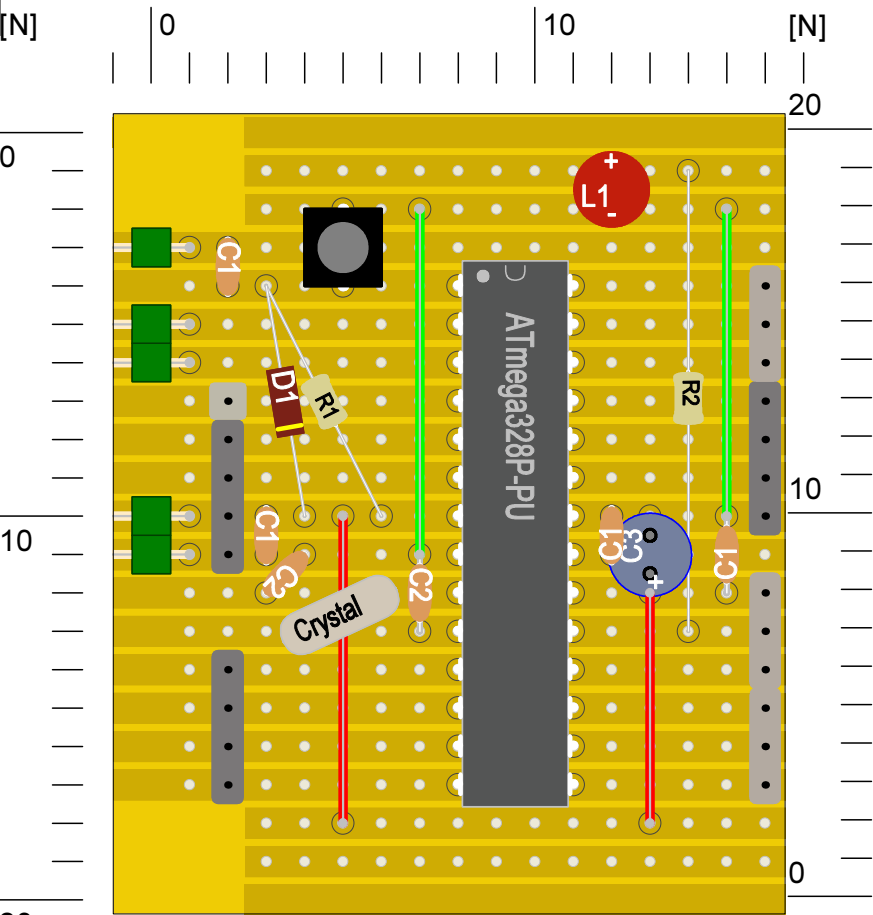 [N] 0 10 [N]
20
0
+
L1
-
C1
ATmega328P-PU
D1
R1
R2
10
10
C1
C2
C2
C1
C3
+
C1
Crystal
0